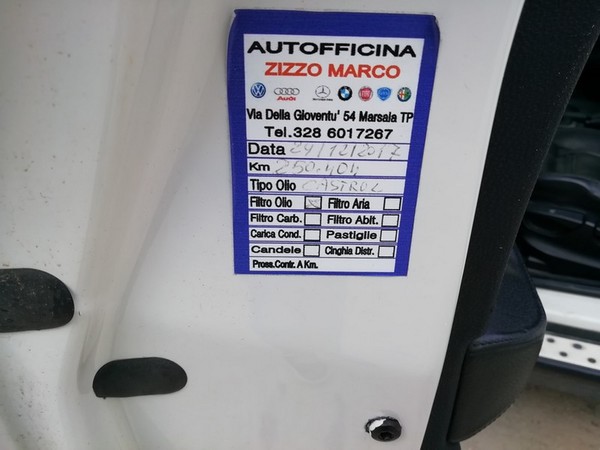 AUTOFFICINA
ZIZZO MARCO
Audi
Via Della Gioventu' 54 Marsala TP
Tel.328 6017267
Data 29/12/2017
Km 250.404
Tipo Olio CASTROL
Filtro Olio X Filtro Aria
Filtro Carb. Filtro Abit.
Carica Cond. Pastiglie
Candele Cinghia Distr.
Pross.Contr. A Km.